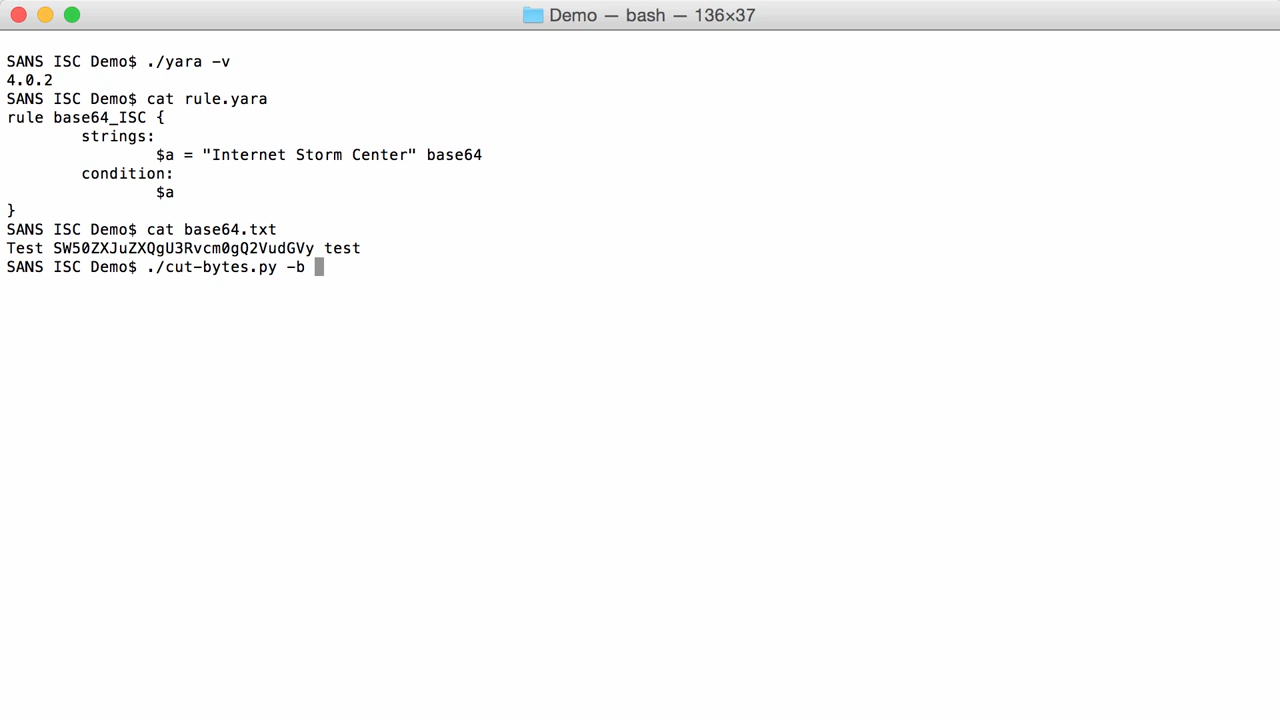 Demo — bash — 136×37
SANS ISC Demo$ ./yara -v
4.0.2
SANS ISC Demo$ cat rule.yara
rule base64_ISC {
        strings:
                $a = "Internet Storm Center" base64
        condition:
                $a
}
SANS ISC Demo$ cat base64.txt
Test SW50ZXJuZXQgU3Rvcm0gQ2VudGVy test
SANS ISC Demo$ ./cut-bytes.py -b